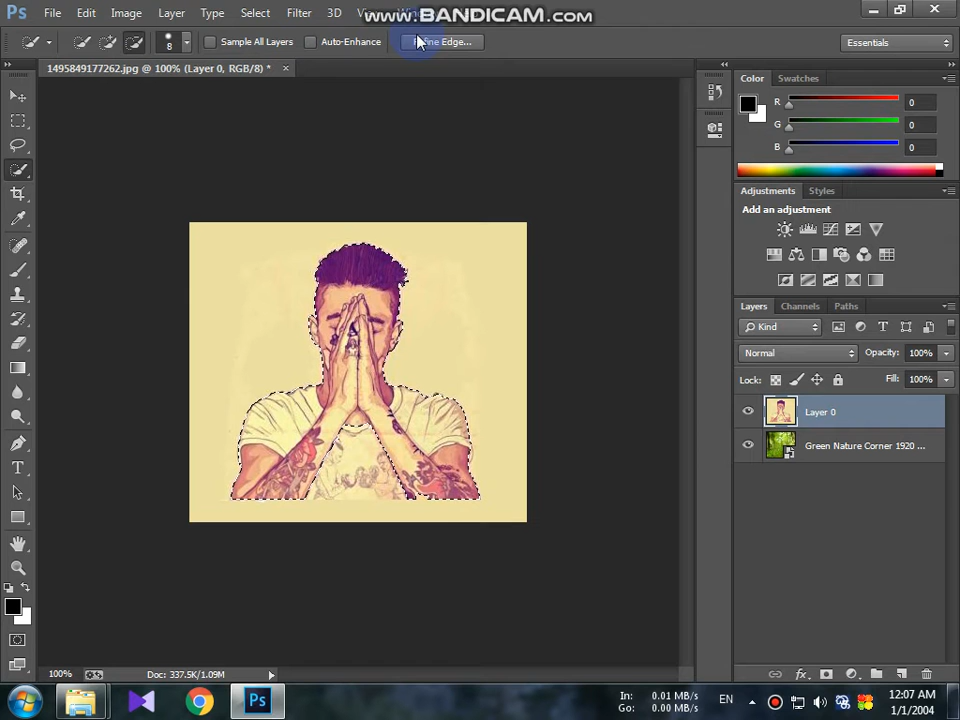 Ps File Edit Image Layer Type Select Filter 3D
www.BANDICAM.com
8 Sample All Layers Auto-Enhance Refine Edge... Essentials
1495849177262.jpg @ 100% (Layer 0, RGB/8) * ×
Color Swatches
R 0
G 0
B 0
Adjustments Styles
Add an adjustment
Layers Channels Paths
Kind
Normal Opacity: 100%
Lock: Fill: 100%
Layer 0
Green Nature Corner 1920 ...
100% Doc: 337.5K/1.09M
Ps In: 0.01 MB/s EN 12:07 AM
Go: 0.00 MB/s 1/1/2004